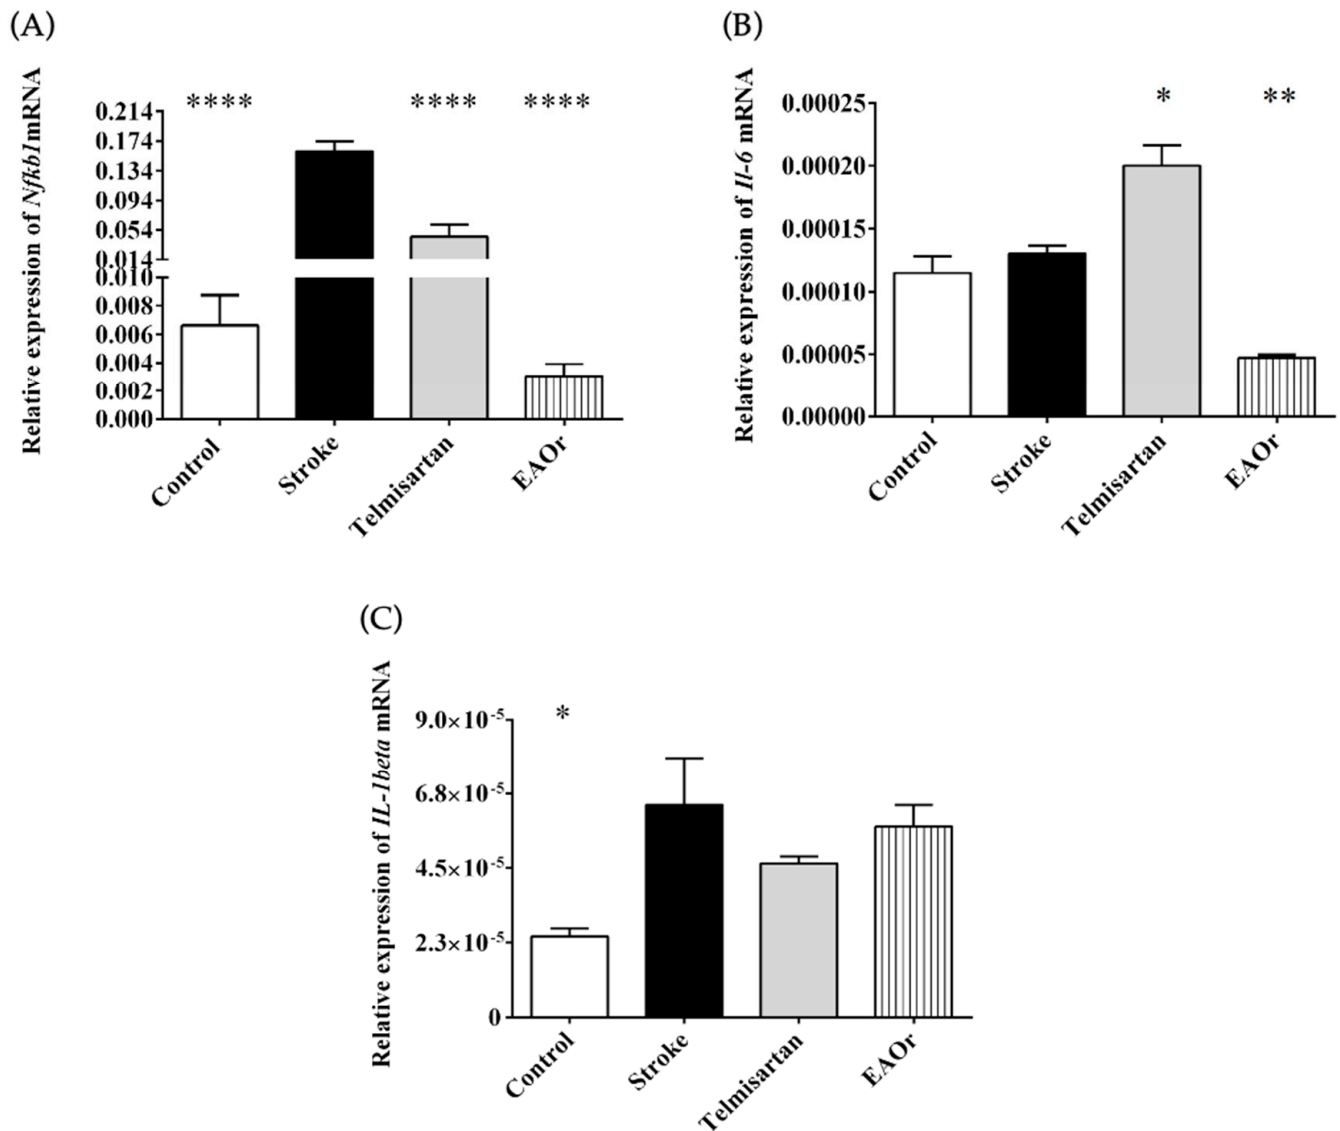 (A)
Relative expression of Nfkb1mRNA
**** **** ****
0.214
0.174
0.134
0.094
0.054
0.014
0.010
0.008
0.006
0.004
0.002
0.000
Control
Stroke
Telmisartan
EAOr
(B)
Relative expression of Il-6 mRNA
* **
0.00025
0.00020
0.00015
0.00010
0.00005
0.00000
Control
Stroke
Telmisartan
EAOr
(C)
Relative expression of IL-1beta mRNA
*
9.0×10⁻⁵
6.8×10⁻⁵
4.5×10⁻⁵
2.3×10⁻⁵
0
Control
Stroke
Telmisartan
EAOr